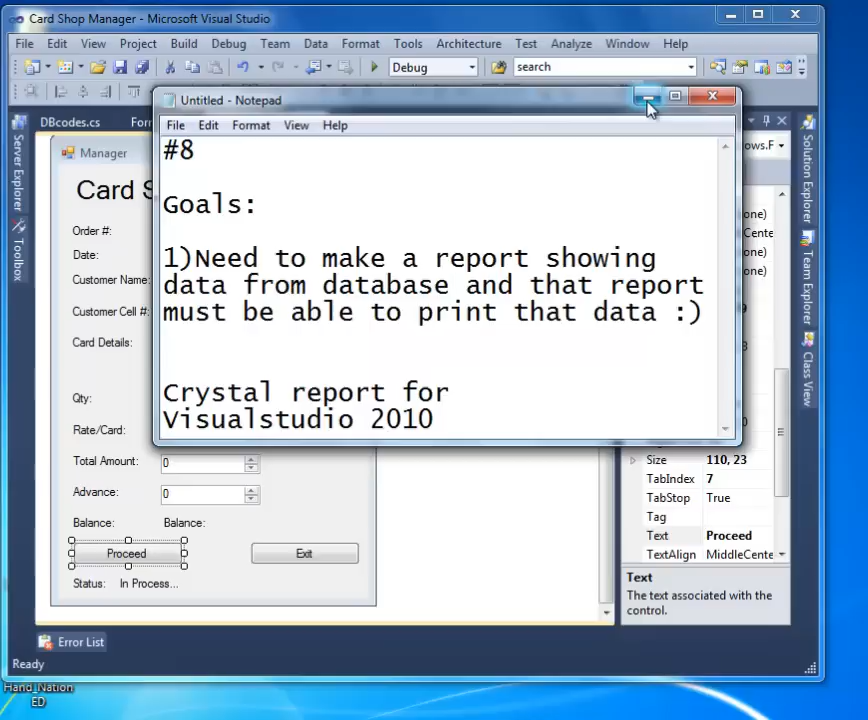 Card Shop Manager - Microsoft Visual Studio
File Edit View Project Build Debug Team Data Format Tools Architecture Test Analyze Window Help
Debug search
Untitled - Notepad
DBcodes.cs
File Edit Format View Help
Manager
#8
Card
Goals:
Order #:
Date:
1)Need to make a report showing
Customer Name:
data from database and that report
Customer Cell #:
must be able to print that data :)
Card Details:
Crystal report for
Qty:
Visualstudio 2010
Rate/Card:
Total Amount: 0
Advance: 0
Balance: Balance:
Proceed Exit
Status: In Process...
Server Explorer
Toolbox
Size 110, 23
TabIndex 7
TabStop True
Tag
Text Proceed
TextAlign MiddleCente
Text
The text associated with the
control.
Solution Explorer
Team Explorer
Class View
Error List
Ready
Hand_Nation
ED